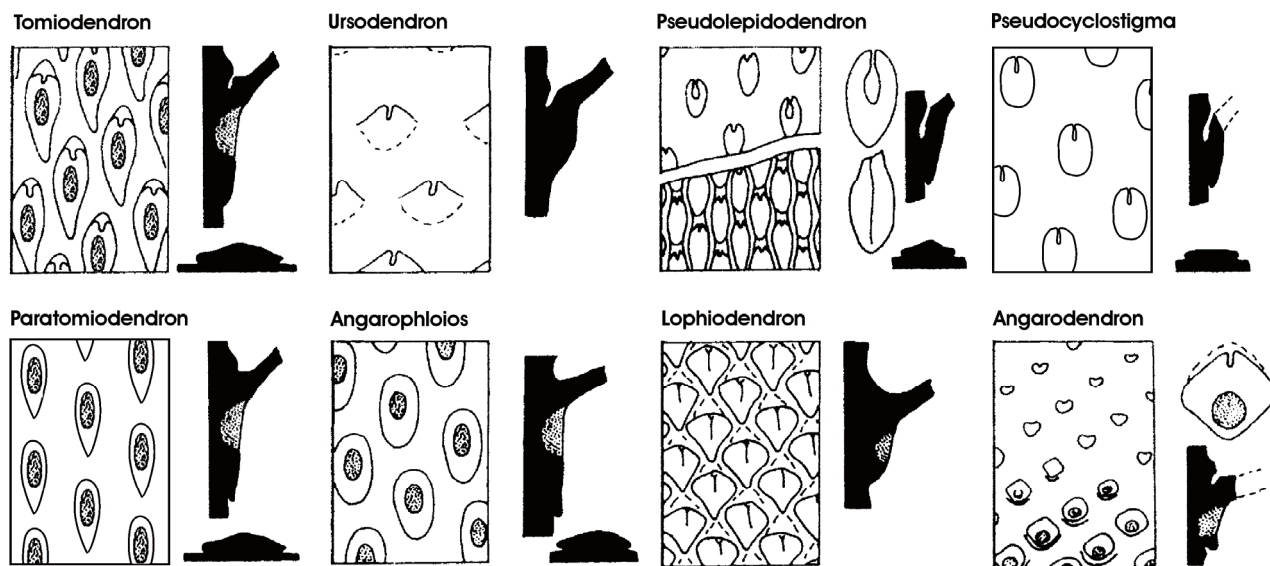 Tomiodendron
Ursodendron
Pseudolepidodendron
Pseudocyclostigma
Paratomiodendron
Angarophloios
Lophiodendron
Angarodendron